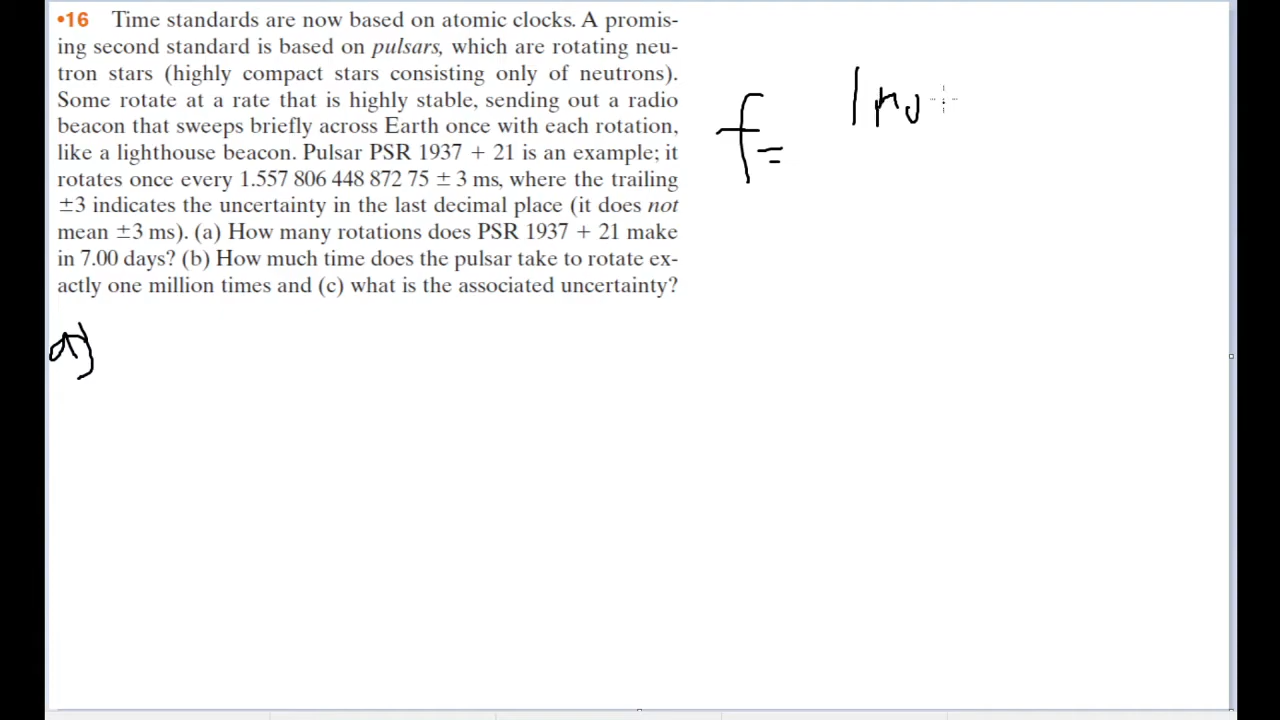 •16 Time standards are now based on atomic clocks. A promis-
ing second standard is based on pulsars, which are rotating neu-
tron stars (highly compact stars consisting only of neutrons).
Some rotate at a rate that is highly stable, sending out a radio
beacon that sweeps briefly across Earth once with each rotation,
like a lighthouse beacon. Pulsar PSR 1937 + 21 is an example; it
rotates once every 1.557 806 448 872 75 ± 3 ms, where the trailing
±3 indicates the uncertainty in the last decimal place (it does not
mean ±3 ms). (a) How many rotations does PSR 1937 + 21 make
in 7.00 days? (b) How much time does the pulsar take to rotate ex-
actly one million times and (c) what is the associated uncertainty?
f=
1 ro
a)